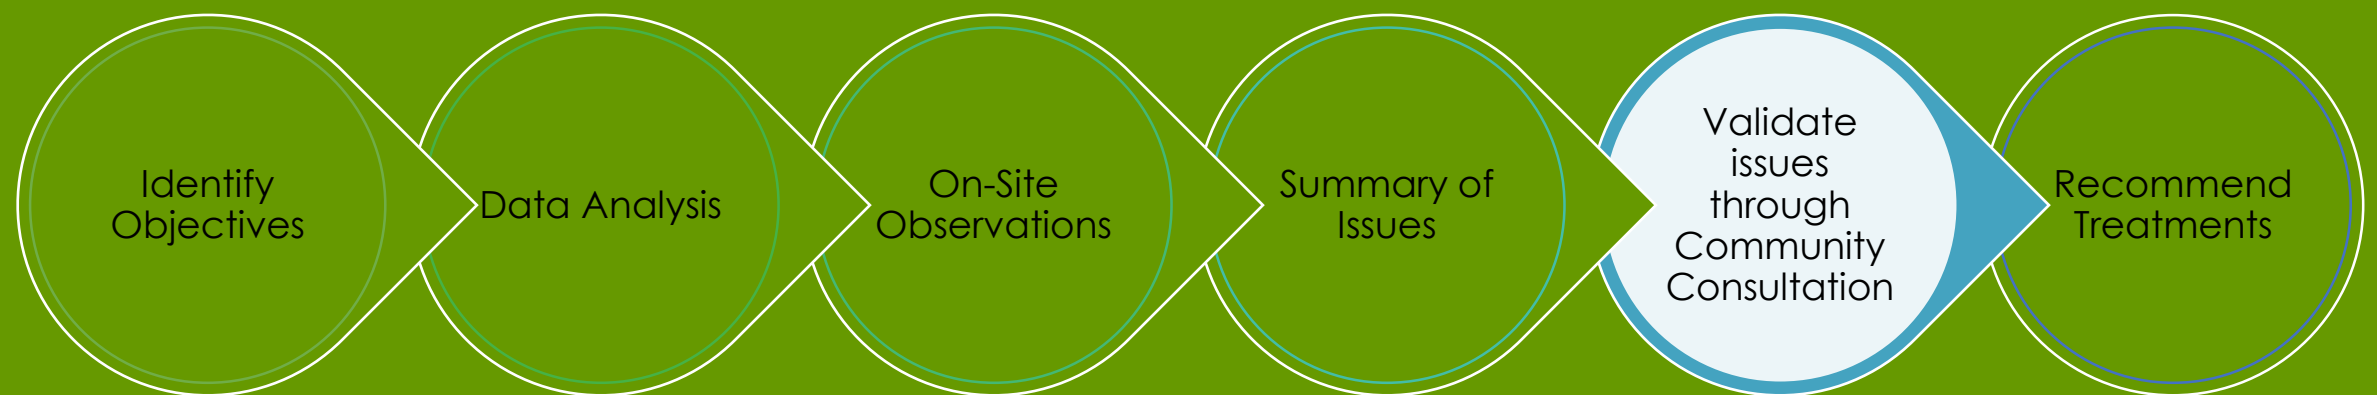 Identify
Objectives
Data Analysis
On-Site
Observations
Summary of
Issues
Validate
issues
through
Community
Consultation
Recommend
Treatments